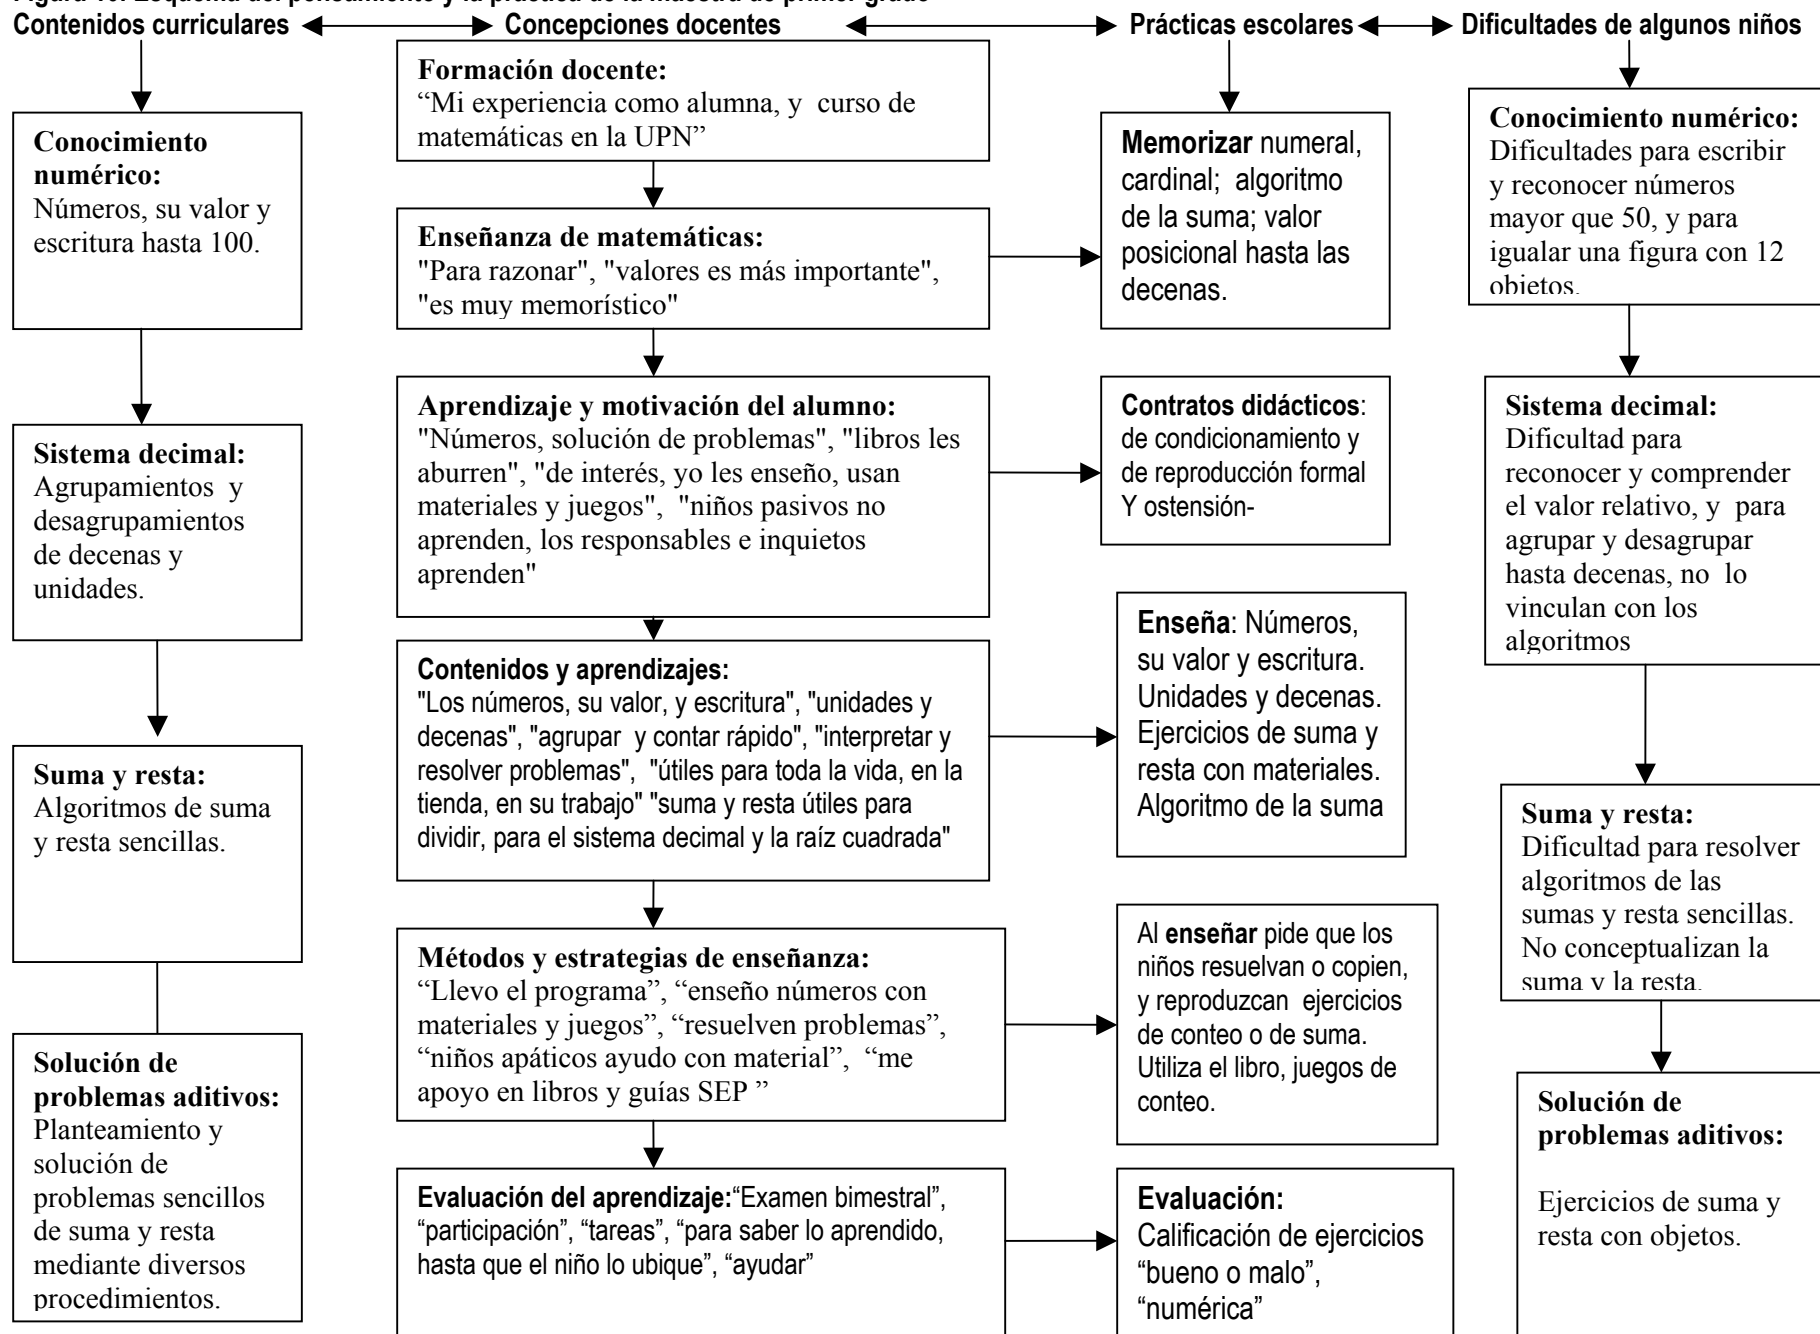 Contenidos curriculares
Concepciones docentes
Prácticas escolares
Dificultades de algunos niños
Conocimiento
numérico:
Números, su valor y
escritura hasta 100.
Sistema decimal:
Agrupamientos y
desagrupamientos
de decenas y
unidades.
Suma y resta:
Algoritmos de suma
y resta sencillas.
Solución de
problemas aditivos:
Planteamiento y
solución de
problemas sencillos
de suma y resta
mediante diversos
procedimientos.
Formación docente:
“Mi experiencia como alumna, y curso de
matemáticas en la UPN”
Enseñanza de matemáticas:
"Para razonar", "valores es más importante",
"es muy memorístico"
Aprendizaje y motivación del alumno:
"Números, solución de problemas", "libros les
aburren", "de interés, yo les enseño, usan
materiales y juegos", "niños pasivos no
aprenden, los responsables e inquietos
aprenden"
Contenidos y aprendizajes:
"Los números, su valor, y escritura", "unidades y
decenas", "agrupar y contar rápido", "interpretar y
resolver problemas", "útiles para toda la vida, en la
tienda, en su trabajo" "suma y resta útiles para
dividir, para el sistema decimal y la raíz cuadrada"
Métodos y estrategias de enseñanza:
“Llevo el programa”, “enseño números con
materiales y juegos”, “resuelven problemas”,
“niños apáticos ayudo con material”, “me
apoyo en libros y guías SEP ”
Evaluación del aprendizaje:“Examen bimestral”,
“participación”, “tareas”, “para saber lo aprendido,
hasta que el niño lo ubique”, “ayudar”
Memorizar numeral,
cardinal; algoritmo
de la suma; valor
posicional hasta las
decenas.
Contratos didácticos:
de condicionamiento y
de reproducción formal
Y ostensión-
Enseña: Números,
su valor y escritura.
Unidades y decenas.
Ejercicios de suma y
resta con materiales.
Algoritmo de la suma
Al enseñar pide que los
niños resuelvan o copien,
y reproduzcan ejercicios
de conteo o de suma.
Utiliza el libro, juegos de
conteo.
Evaluación:
Calificación de ejercicios
“bueno o malo”,
“numérica”
Conocimiento numérico:
Dificultades para escribir
y reconocer números
mayor que 50, y para
igualar una figura con 12
objetos.
Sistema decimal:
Dificultad para
reconocer y comprender
el valor relativo, y para
agrupar y desagrupar
hasta decenas, no lo
vinculan con los
algoritmos
Suma y resta:
Dificultad para resolver
algoritmos de las
sumas y resta sencillas.
No conceptualizan la
suma y la resta.
Solución de
problemas aditivos:
Ejercicios de suma y
resta con objetos.